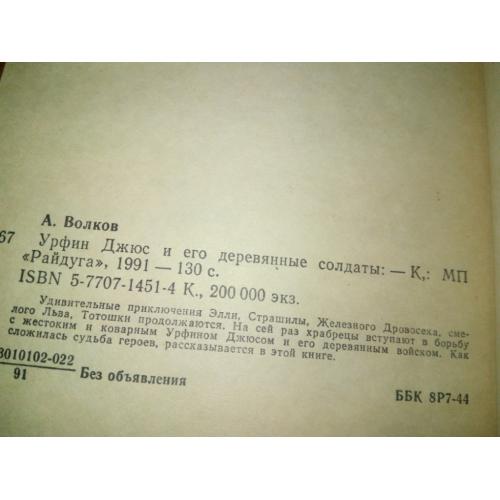 А. Волков
67 Урфин Джюс и его деревянные солдаты: — К,: МП
«Райдуга», 1991 — 130 с.
ISBN 5-7707-1451-4 К., 200 000 экз.
Удивительные приключения Элли, Страшилы, Железного Дровосека, сме-
лого Льва, Тотошки продолжаются. На сей раз храбрецы вступают в борьбу
с жестоким и коварным Урфином Джюсом и его деревянным войском. Как
сложилась судьба героев, рассказывается в этой книге.
3010102-022
91
Без объявления
ББК 8Р7-44